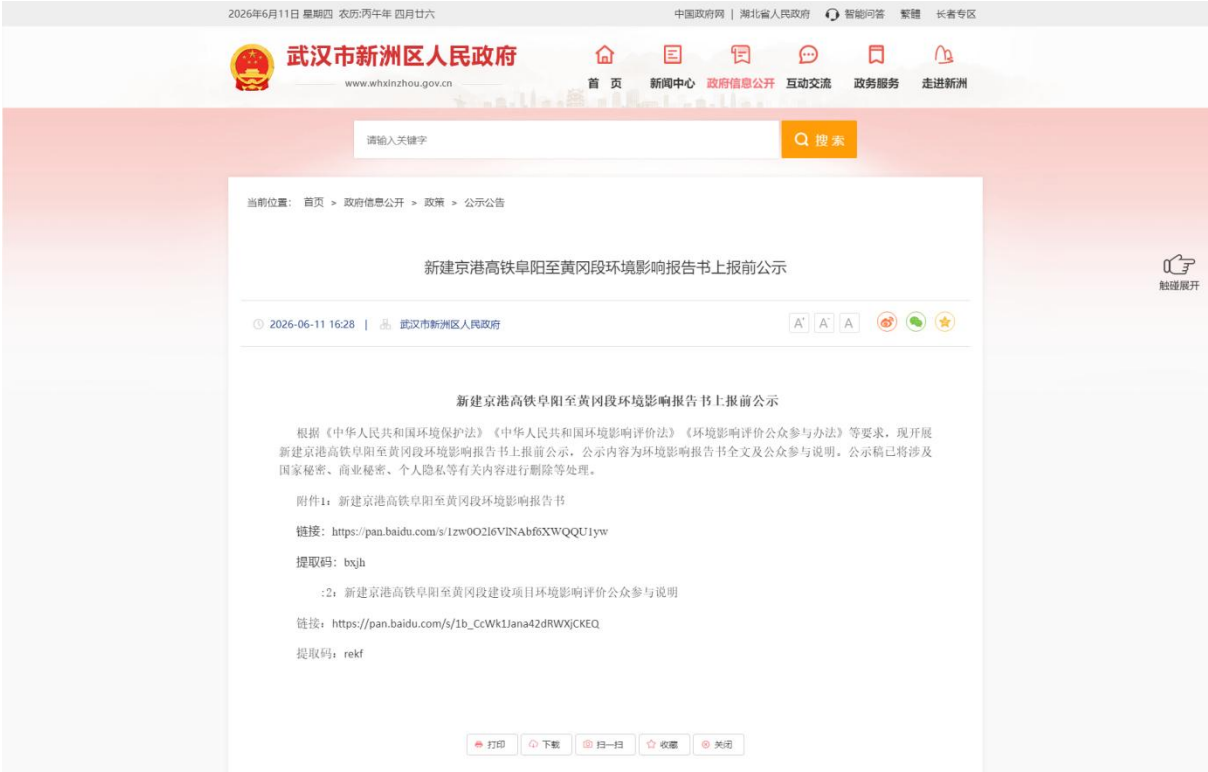 2026年6月11日 星期四 农历:丙午年 四月廿六
中国政府网 | 湖北省人民政府 智能问答 繁體 长者专区
武汉市新洲区人民政府
www.whxinzhou.gov.cn
首 页 新闻中心 政府信息公开 互动交流 政务服务 走进新洲
请输入关键字
搜 索
当前位置： 首页 > 政府信息公开 > 政策 > 公示公告
新建京港高铁阜阳至黄冈段环境影响报告书上报前公示
触碰展开
2026-06-11 16:28 | 武汉市新洲区人民政府
A+ A- A
新建京港高铁阜阳至黄冈段环境影响报告书上报前公示
根据《中华人民共和国环境保护法》《中华人民共和国环境影响评价法》《环境影响评价公众参与办法》等要求，现开展
新建京港高铁阜阳至黄冈段环境影响报告书上报前公示，公示内容为环境影响报告书全文及公众参与说明。公示稿已将涉及
国家秘密、商业秘密、个人隐私等有关内容进行删除等处理。
附件1：新建京港高铁阜阳至黄冈段环境影响报告书
链接：https://pan.baidu.com/s/1zw0O2l6VlNAbf6XWQQU1yw
提取码：bxjh
:2：新建京港高铁阜阳至黄冈段建设项目环境影响评价公众参与说明
链接：https://pan.baidu.com/s/1b_CcWk1Jana42dRWXjCKEQ
提取码：rekf
打印 下载 扫一扫 收藏 关闭